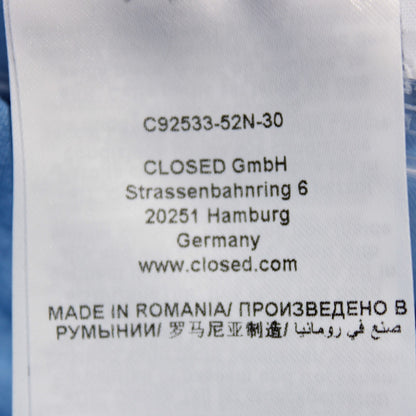 C92533-52N-30
CLOSED GmbH
Strassenbahnring 6
20251 Hamburg
Germany
www.closed.com
MADE IN ROMANIA/ ПРОИЗВЕДЕНО В
РУМЫНИИ/ 罗马尼亚制造/ صنع في رومانيا